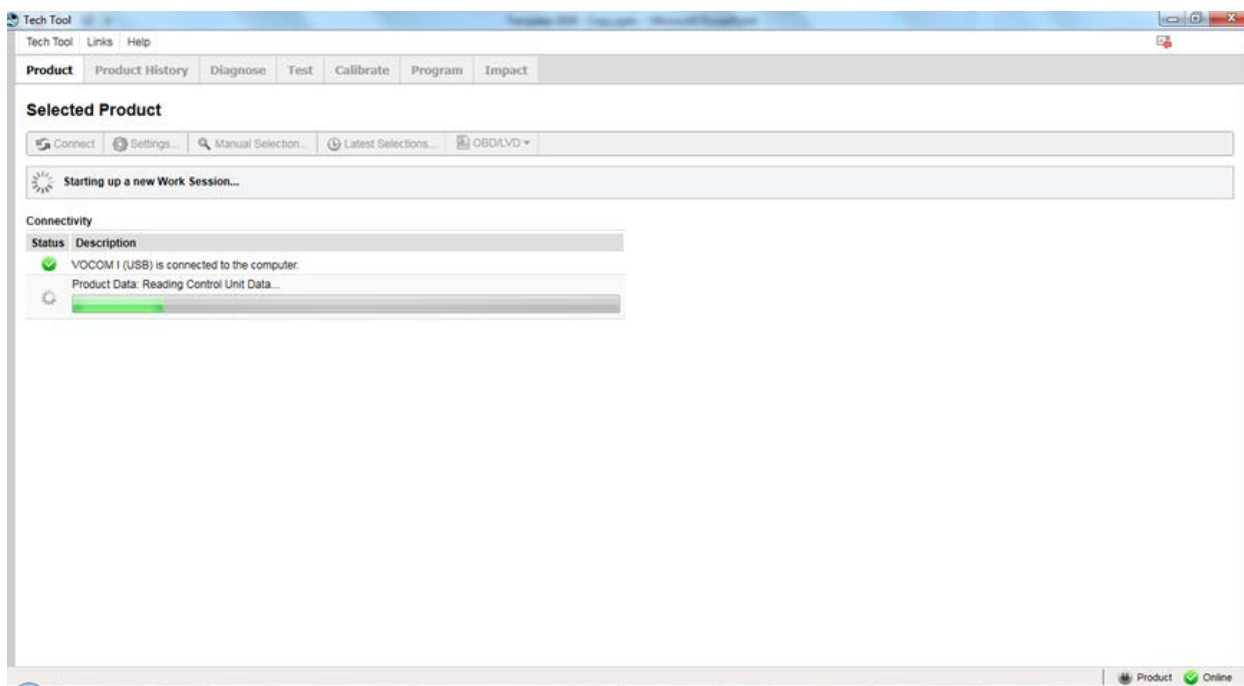 Tech Tool
Tech Tool Links Help
Product Product History Diagnose Test Calibrate Program Impact
Selected Product
Connect Settings... Manual Selection... Latest Selections... OBD/LVD
Starting up a new Work Session...
Connectivity
Status Description
VOCOM I (USB) is connected to the computer.
Product Data: Reading Control Unit Data...
Product Online